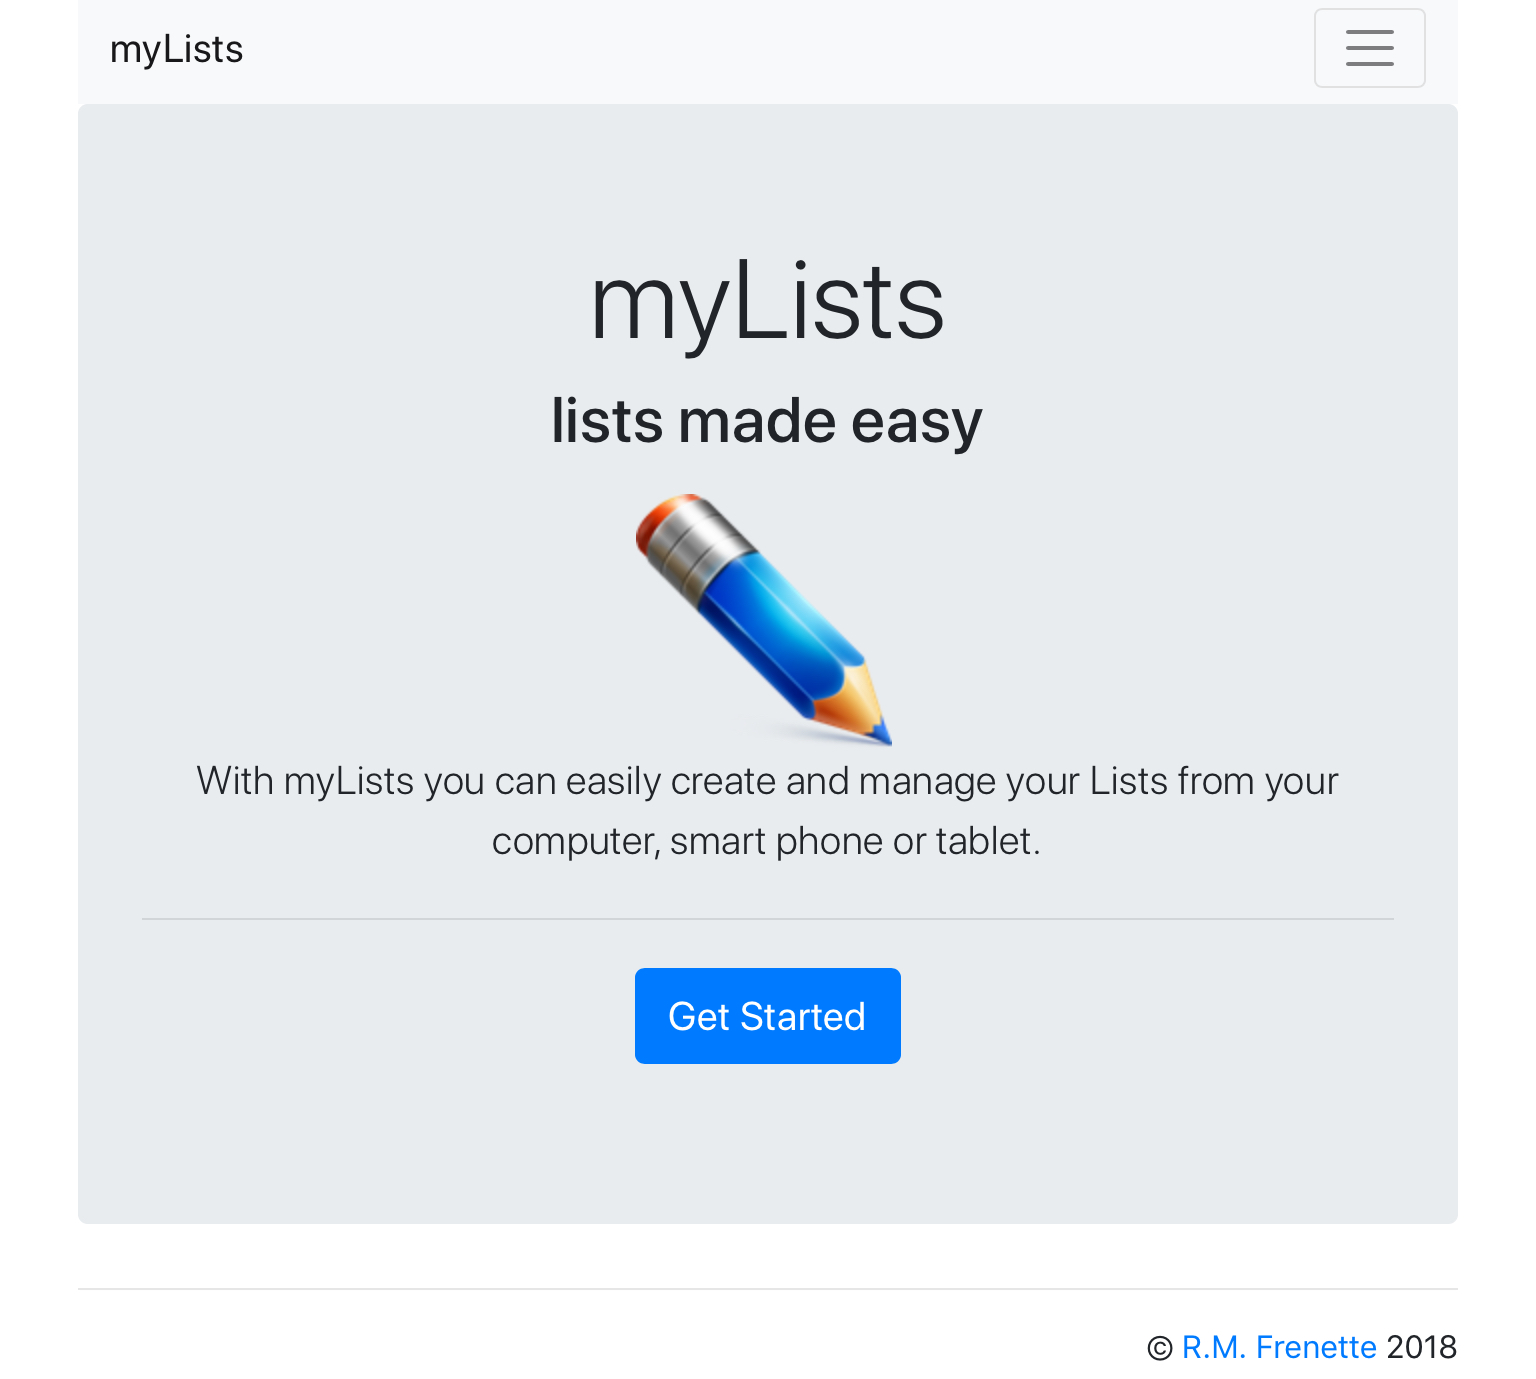 myLists
myLists
lists made easy
With myLists you can easily create and manage your Lists from your
computer, smart phone or tablet.
Get Started
© R.M. Frenette 2018